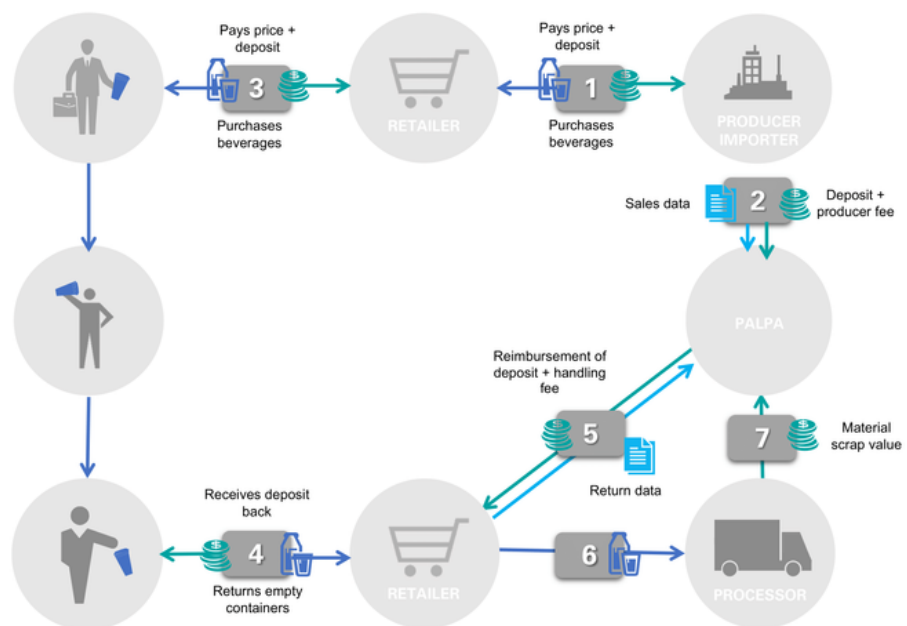 Pays price +
deposit
3
Purchases
beverages
RETAILER
Pays price +
deposit
1
Purchases
beverages
PRODUCER
IMPORTER
Sales data
2
Deposit +
producer fee
PALPA
Reimbursement of
deposit + handling
fee
5
Return data
7
Material
scrap value
Receives deposit
back
4
Returns empty
containers
RETAILER
6
PROCESSOR